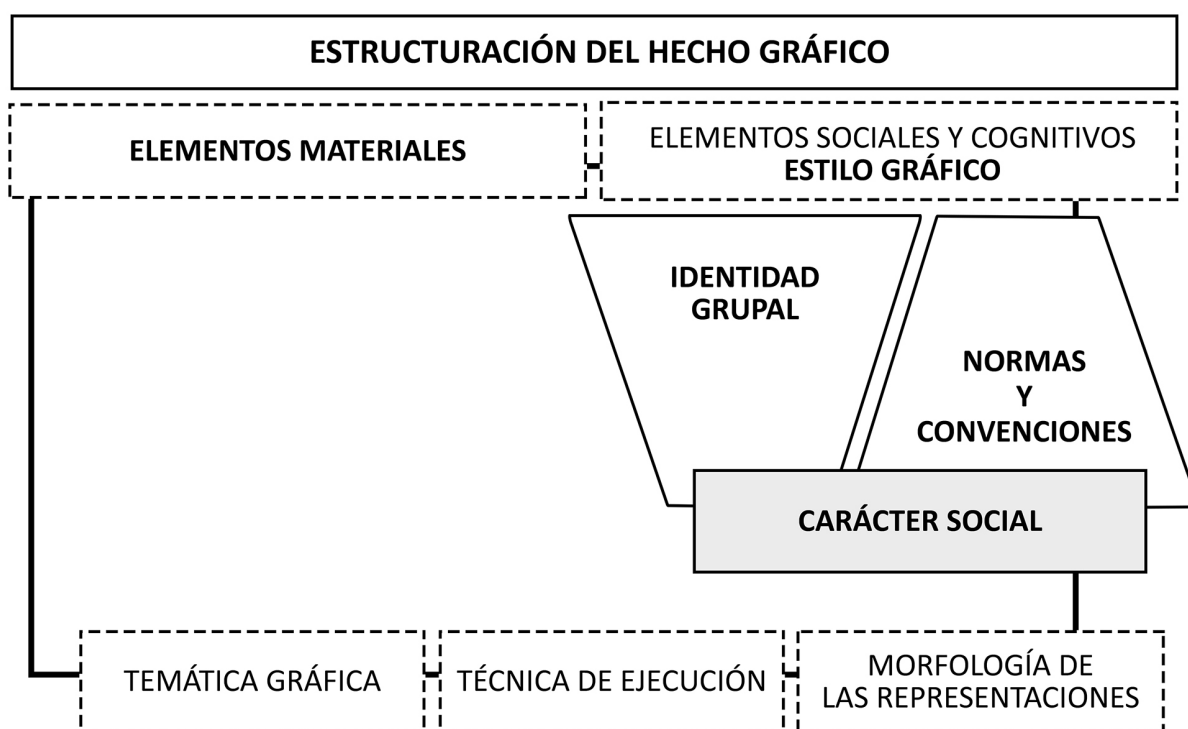 ESTRUCTURACIÓN DEL HECHO GRÁFICO
ELEMENTOS MATERIALES
ELEMENTOS SOCIALES Y COGNITIVOS
ESTILO GRÁFICO
IDENTIDAD
GRUPAL
NORMAS
Y
CONVENCIONES
CARÁCTER SOCIAL
TEMÁTICA GRÁFICA
TÉCNICA DE EJECUCIÓN
MORFOLOGÍA DE
LAS REPRESENTACIONES